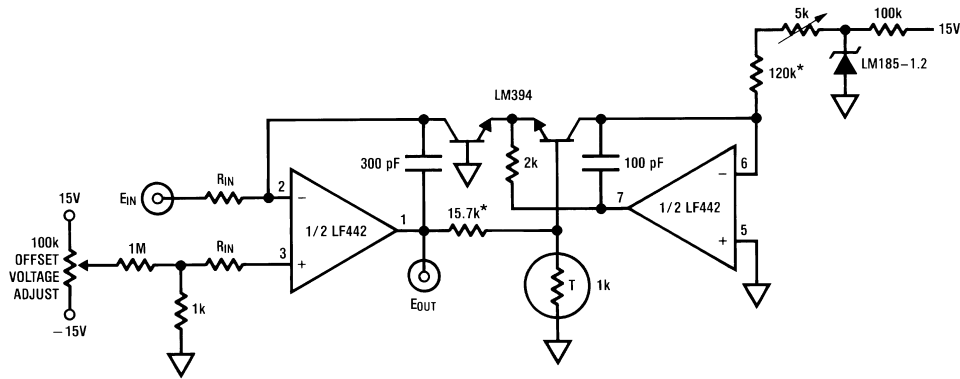 5k
100k
15V
120k*
LM185–1.2
LM394
300 pF
2k
100 pF
6
RIN
2
–
7
1/2 LF442
–
EIN
15V
1/2 LF442
1
15.7k*
5
+
100k
OFFSET
VOLTAGE
ADJUST
1M
RIN
3
+
EOUT
T
1k
1k
– 15V